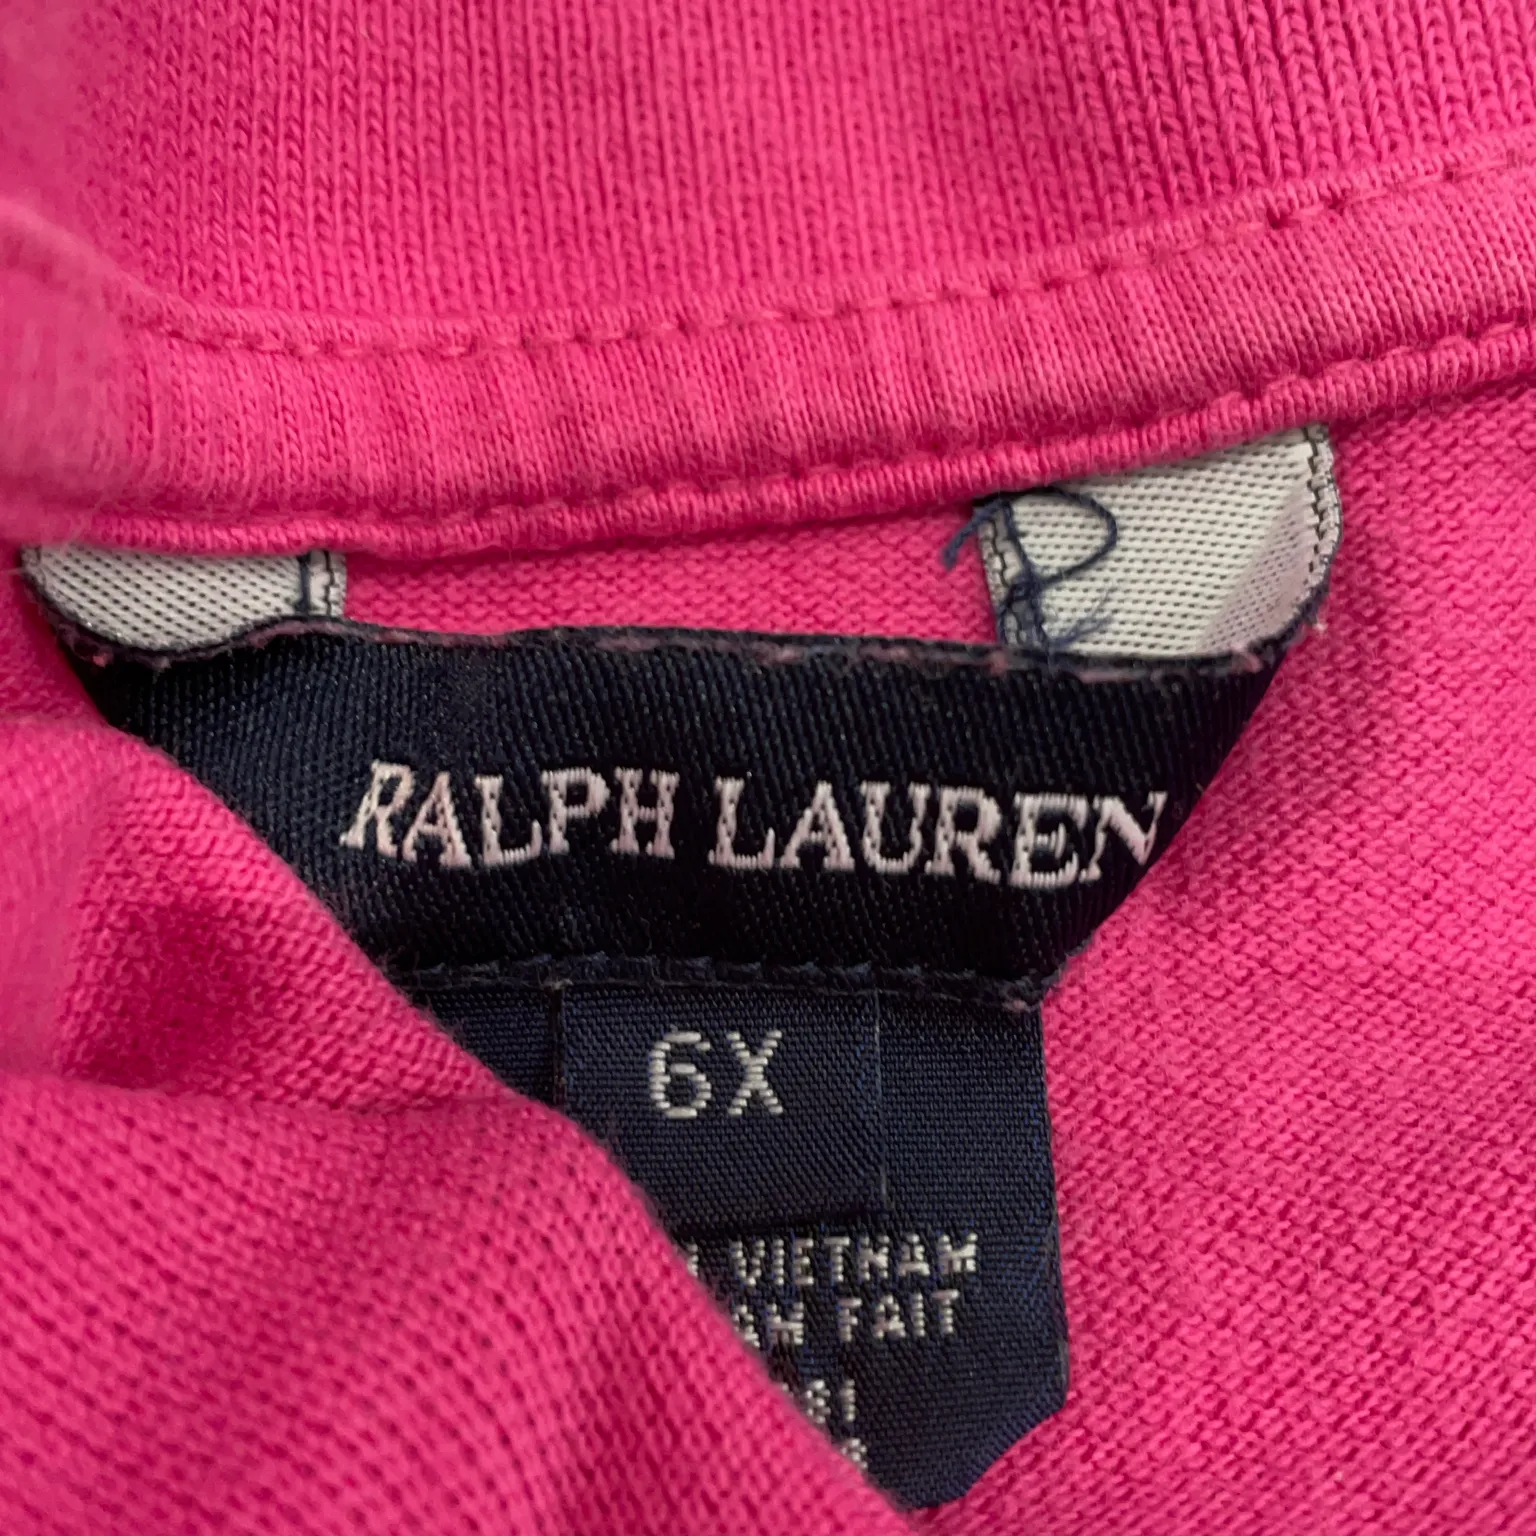 RALPH LAUREN
6X
VIETNAM
FAIT